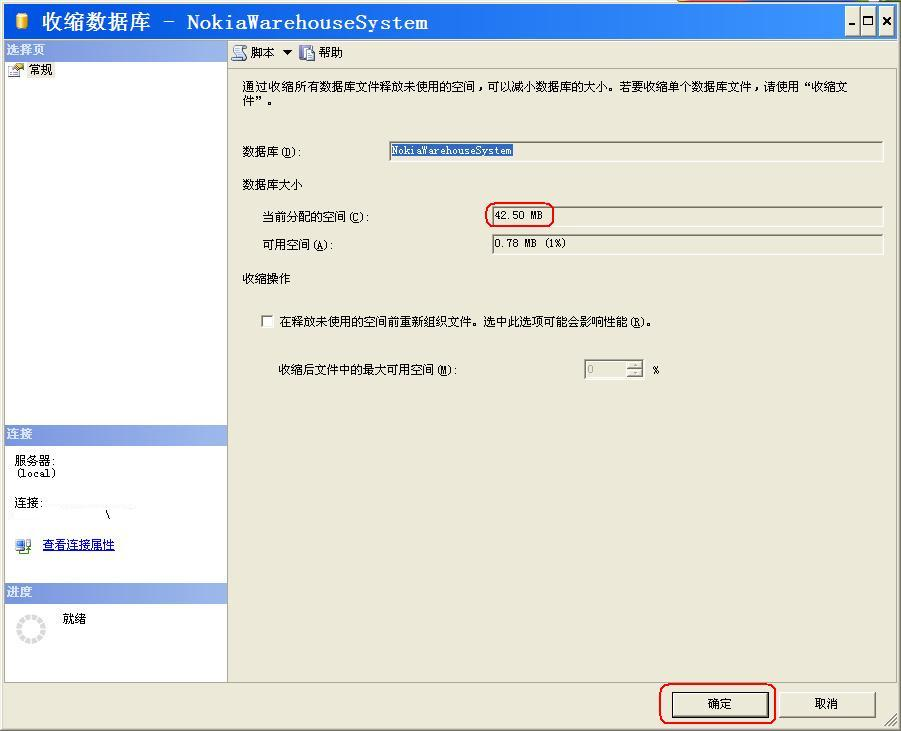 收缩数据库 - NokiaWarehouseSystem
选择页
常规
脚本 帮助
通过收缩所有数据库文件释放未使用的空间，可以减小数据库的大小。若要收缩单个数据库文件，请使用“收缩文
件”。
数据库(D):
NokiaWarehouseSystem
数据库大小
当前分配的空间(C):
42.50 MB
可用空间(A):
0.78 MB (1%)
收缩操作
在释放未使用的空间前重新组织文件。选中此选项可能会影响性能(R)。
收缩后文件中的最大可用空间(M):
0 %
连接
服务器:
(local)
连接:
\
查看连接属性
进度
就绪
确定 取消